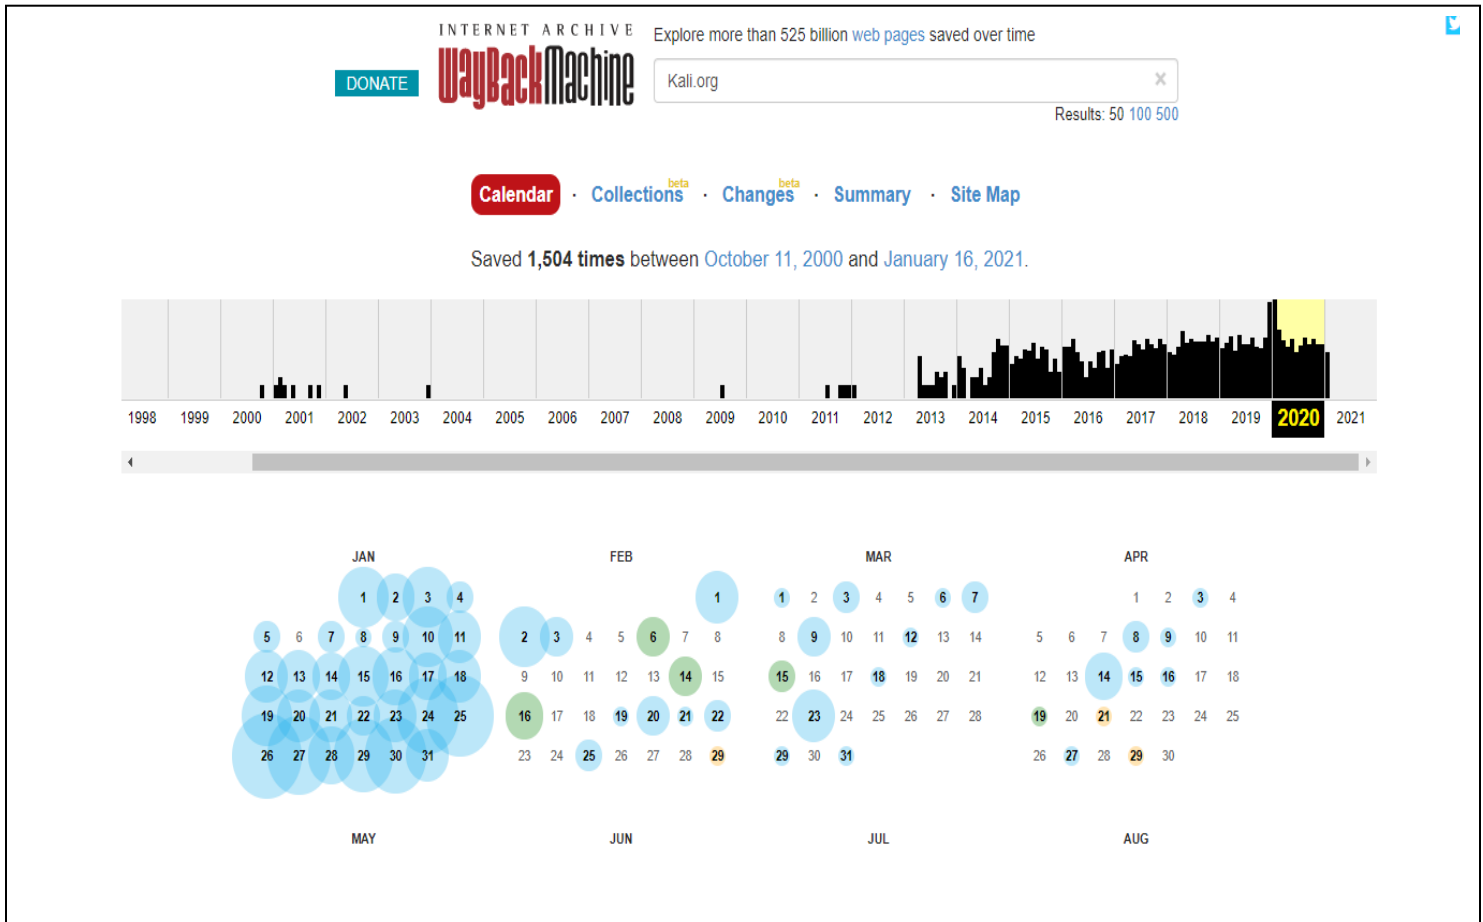 INTERNET ARCHIVE
WayBackMachine
DONATE
Explore more than 525 billion web pages saved over time
Kali.org ×
Results: 50 100 500
Calendar · Collections beta · Changes beta · Summary · Site Map
Saved 1,504 times between October 11, 2000 and January 16, 2021.
1998 1999 2000 2001 2002 2003 2004 2005 2006 2007 2008 2009 2010 2011 2012 2013 2014 2015 2016 2017 2018 2019 2020 2021
JAN
1 2 3 4
5 6 7 8 9 10 11
12 13 14 15 16 17 18
19 20 21 22 23 24 25
26 27 28 29 30 31
FEB
1
2 3 4 5 6 7 8
9 10 11 12 13 14 15
16 17 18 19 20 21 22
23 24 25 26 27 28 29
MAR
1 2 3 4 5 6 7
8 9 10 11 12 13 14
15 16 17 18 19 20 21
22 23 24 25 26 27 28
29 30 31
APR
1 2 3 4
5 6 7 8 9 10 11
12 13 14 15 16 17 18
19 20 21 22 23 24 25
26 27 28 29 30
MAY
JUN
JUL
AUG